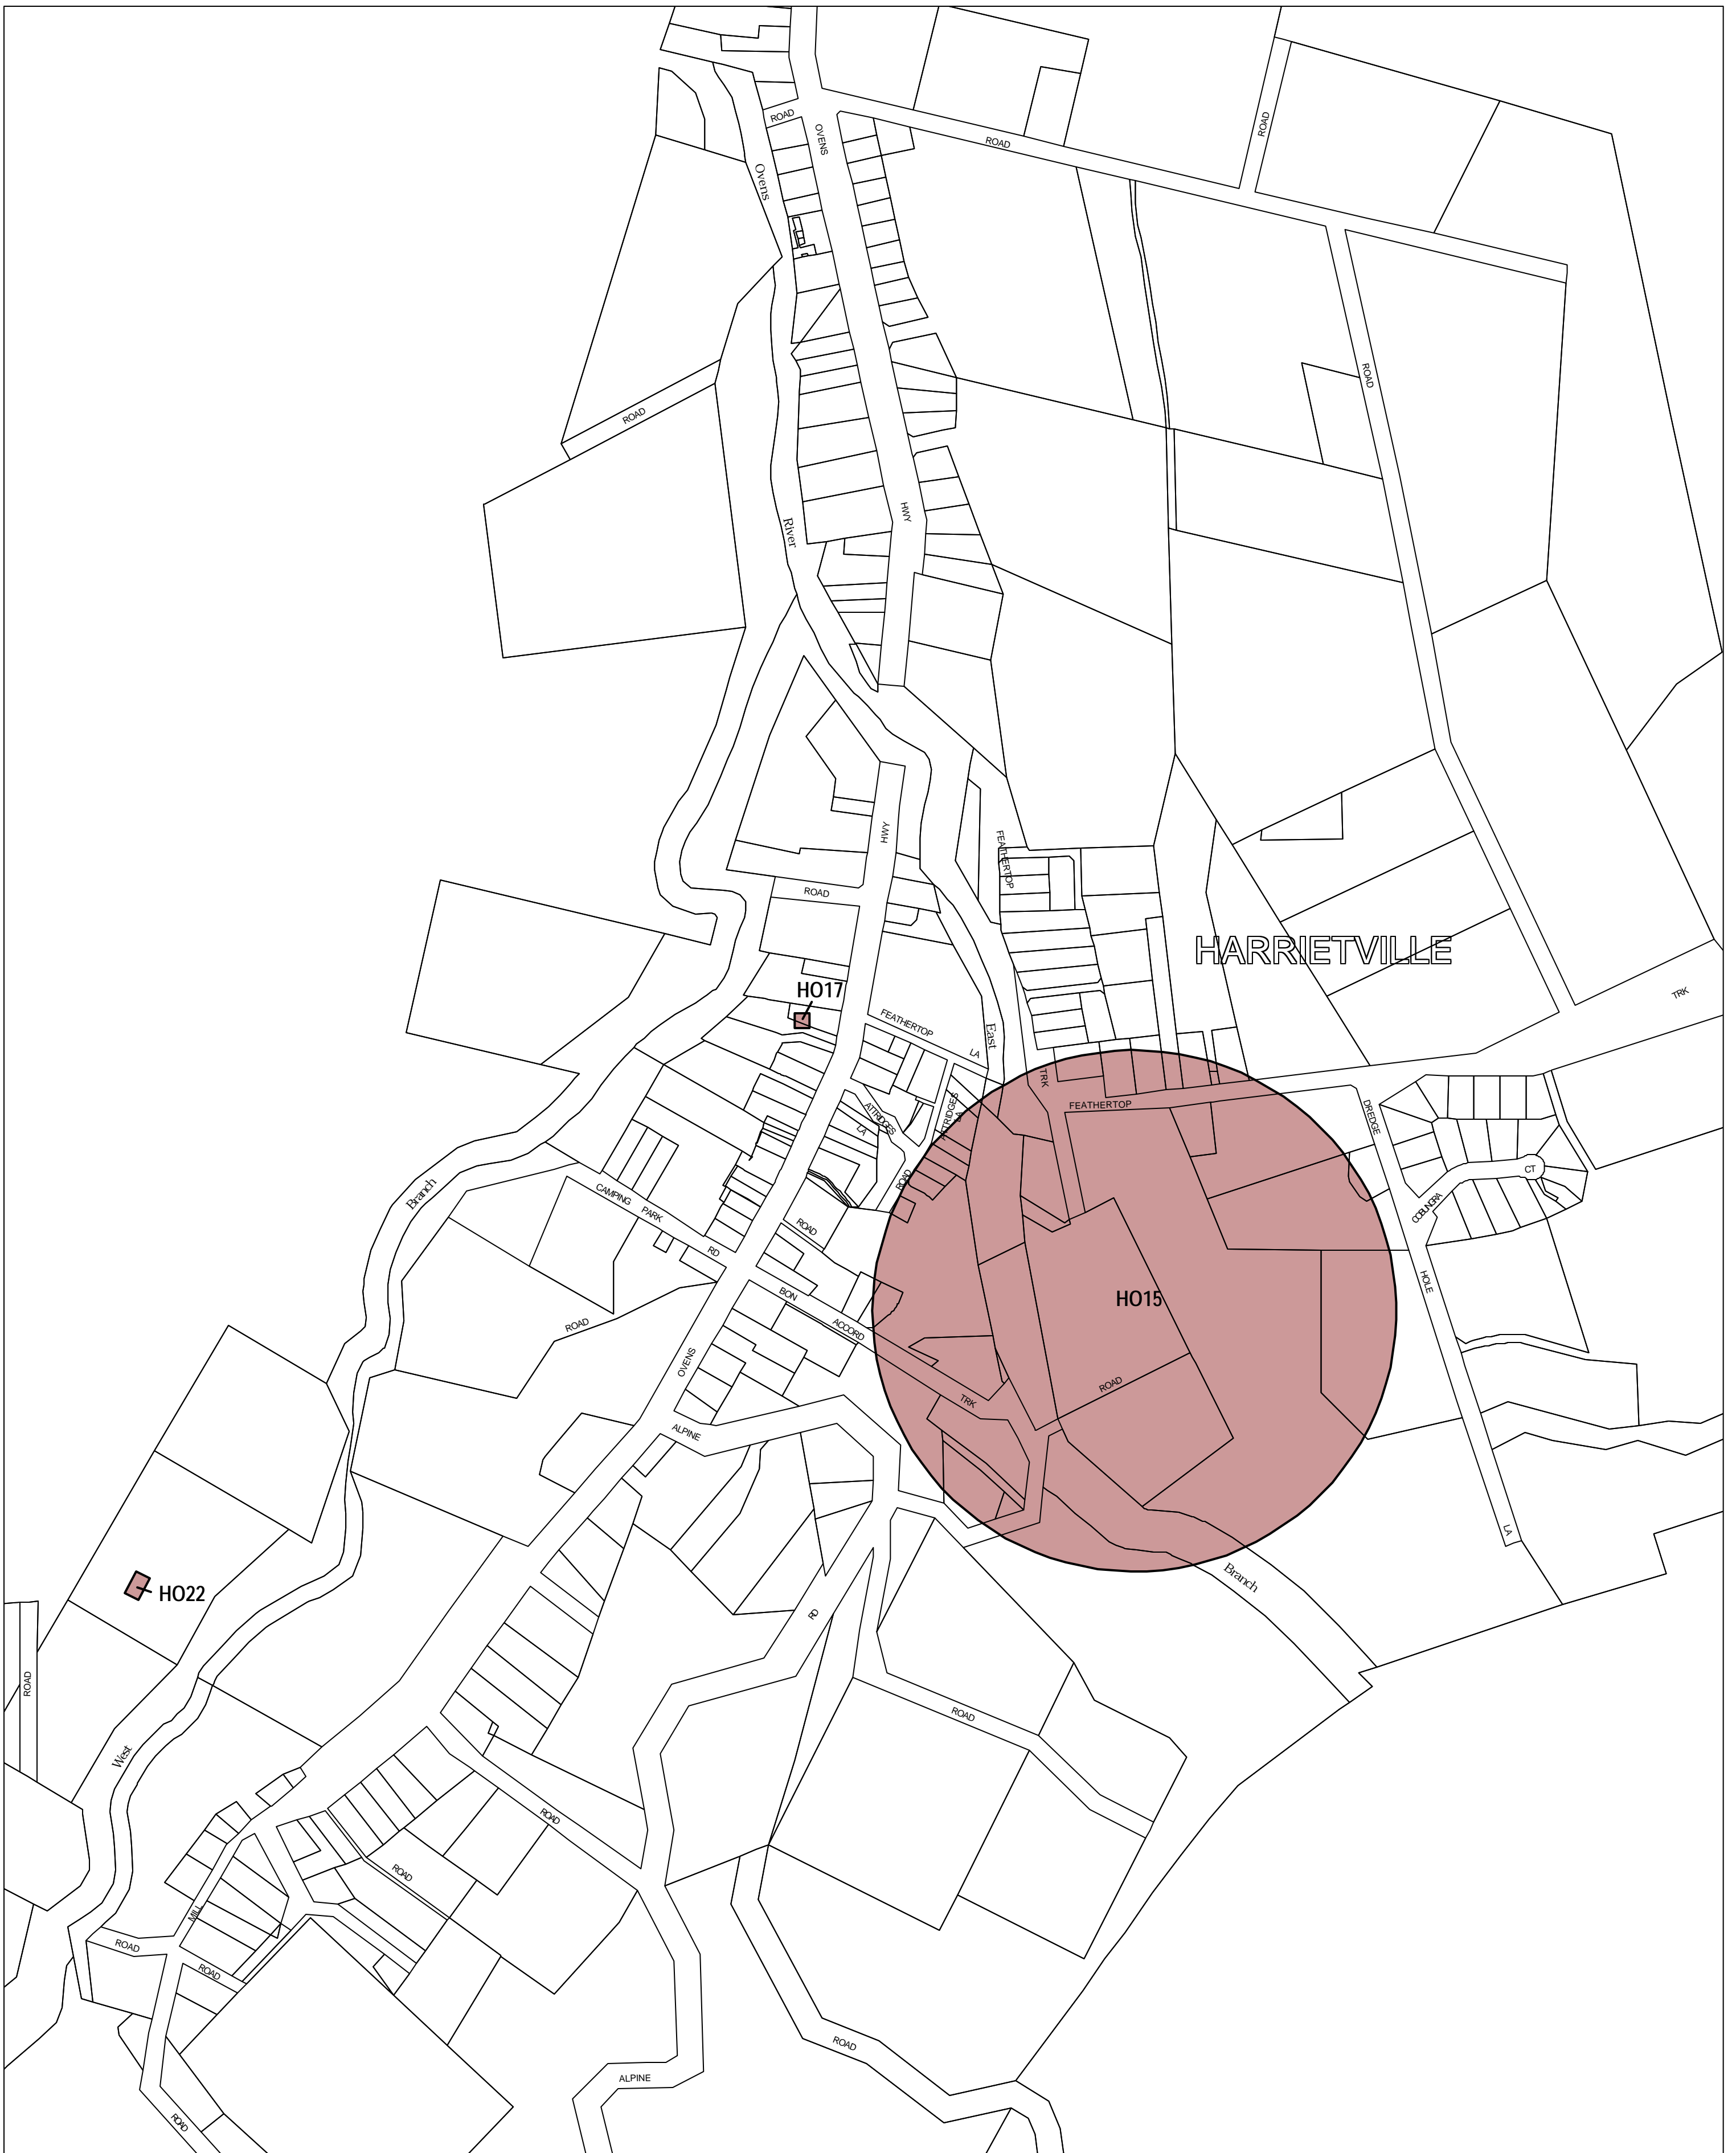 ROAD
OVENS
ROAD
ROAD
Ovens
ROAD
ROAD
HWY
River
HWY
FEATHERTOP
ROAD
HARRIETVILLE
HO17
TRK
FEATHERTOP
LA
East
TRK
FEATHERTOP
ATTRIDGES
LA
ATTRIDGES
LA
DREDGE
CT
ROAD
COBUNGRA
Branch
CAMPING
PARK
RD
ROAD
HOLE
BON
HO15
ROAD
ACCORD
OVENS
ROAD
TRK
ALPINE
LA
Branch
HO22
RD
ROAD
ROAD
West
ROAD
ROAD
MILL
ROAD
ROAD
ROAD
ALPINE
ROAD